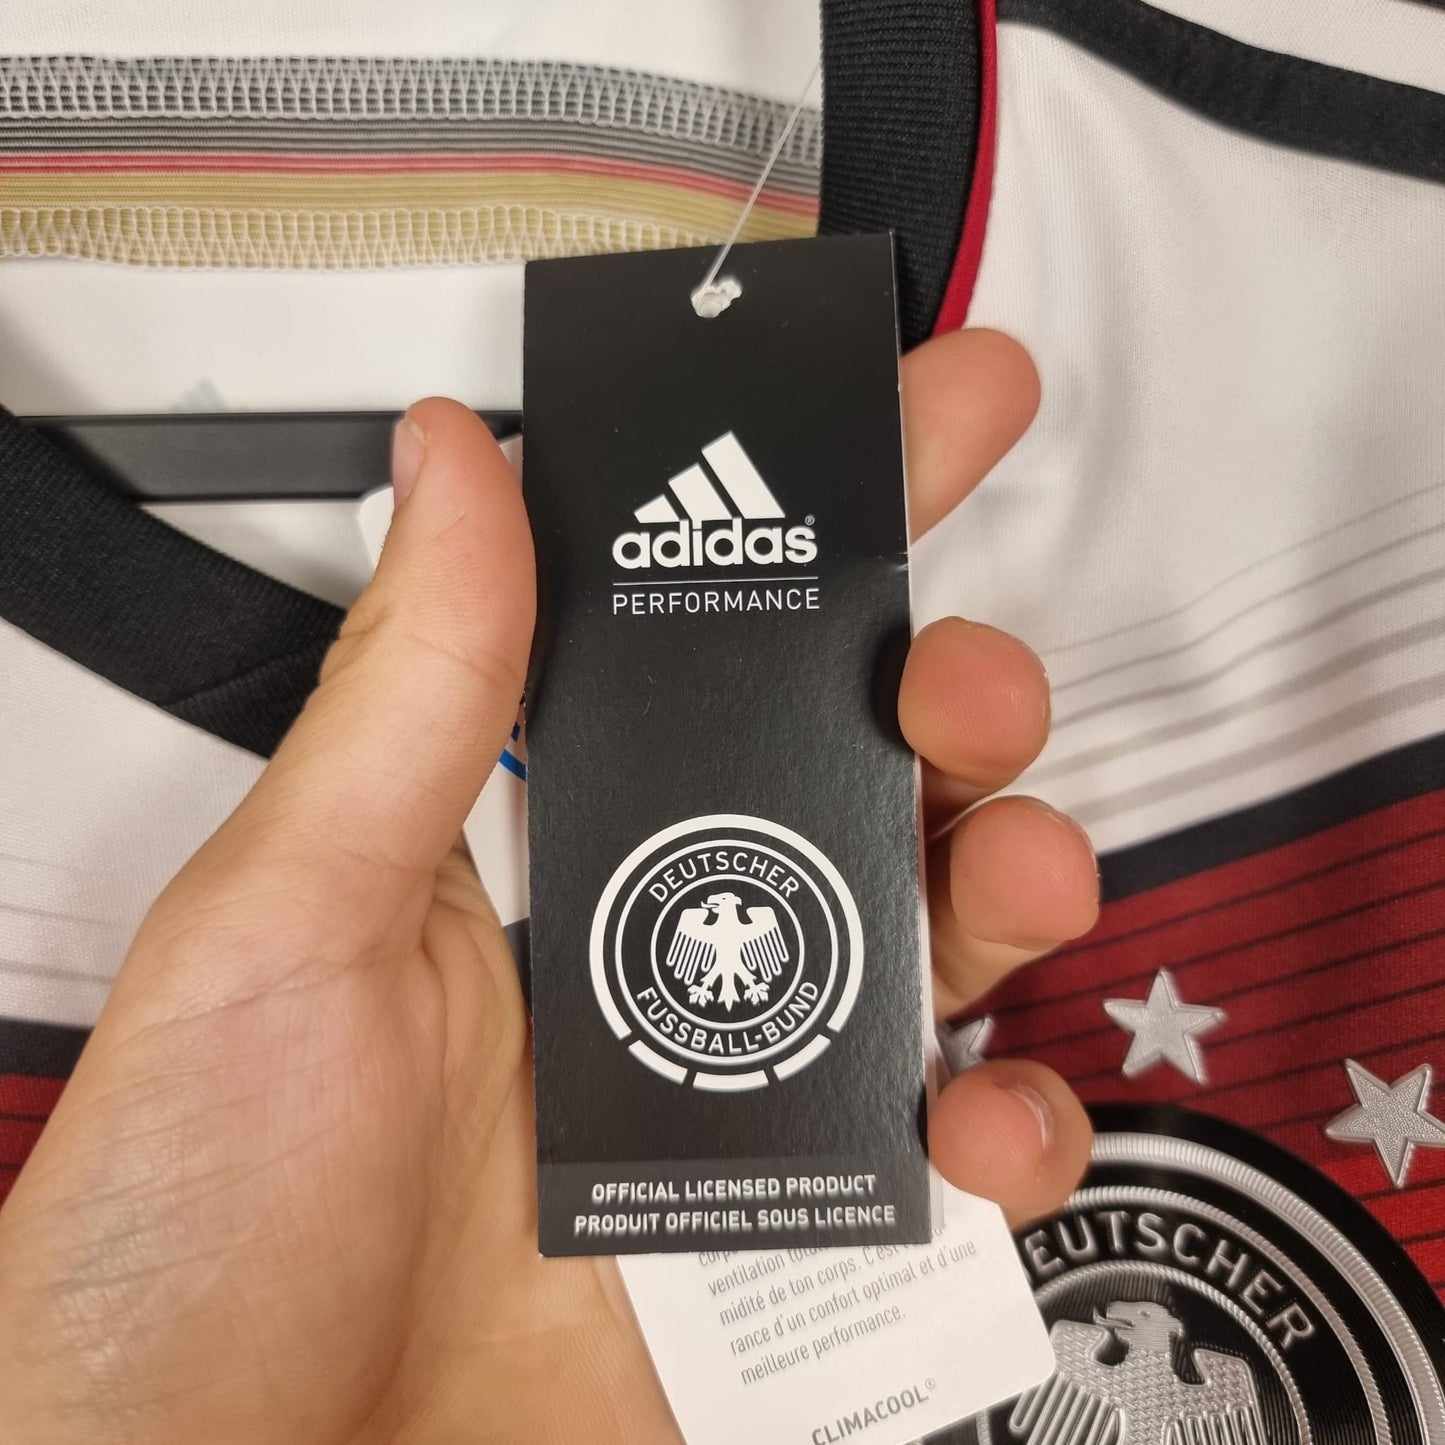 adidas®
PERFORMANCE
DEUTSCHER
FUSSBALL-BUND
OFFICIAL LICENSED PRODUCT
PRODUIT OFFICIEL SOUS LICENCE
ventilation
midité de ton corps. C'est
rance d'un confort optimal et d'une
meilleure performance.
CLIMACOOL®
DEUTSCHER